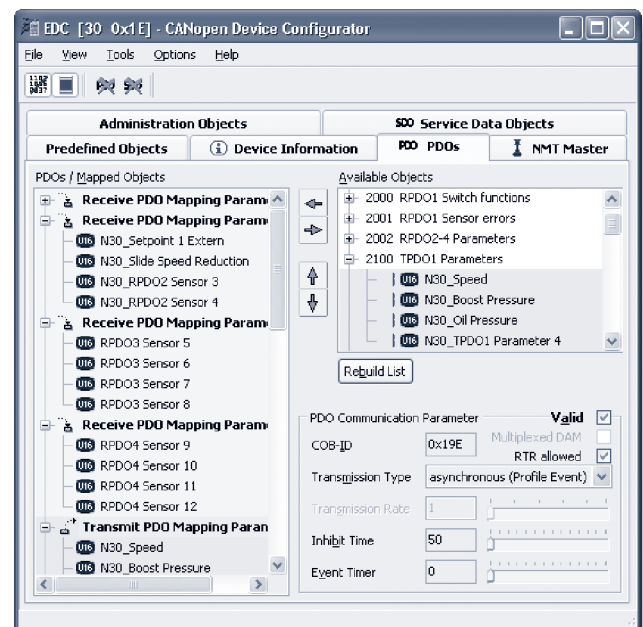 EDC [30 0x1E] - CANopen Device Configurator
File View Tools Options Help
Administration Objects
SDO Service Data Objects
Predefined Objects
Device Information
PDO PDOs
NMT Master
PDOs / Mapped Objects
Receive PDO Mapping Param
Receive PDO Mapping Param
U16 N30_Setpoint 1 Extern
U16 N30_Slide Speed Reduction
U16 N30_RPDO2 Sensor 3
U16 N30_RPDO2 Sensor 4
Receive PDO Mapping Param
U16 RPDO3 Sensor 5
U16 RPDO3 Sensor 6
U16 RPDO3 Sensor 7
U16 RPDO3 Sensor 8
Receive PDO Mapping Param
U16 RPDO4 Sensor 9
U16 RPDO4 Sensor 10
U16 RPDO4 Sensor 11
U16 RPDO4 Sensor 12
Transmit PDO Mapping Paran
U16 N30_Speed
U16 N30_Boost Pressure
Available Objects
2000 RPDO1 Switch functions
2001 RPDO1 Sensor errors
2002 RPDO2-4 Parameters
2100 TPDO1 Parameters
U16 N30_Speed
U16 N30_Boost Pressure
U16 N30_Oil Pressure
U16 N30_TPDO1 Parameter 4
Rebuild List
PDO Communication Parameter
Valid
COB-ID
0x19E
Multiplexed DAM
RTR allowed
Transmission Type
asynchronous (Profile Event)
Transmission Rate
1
Inhibit Time
50
Event Timer
0